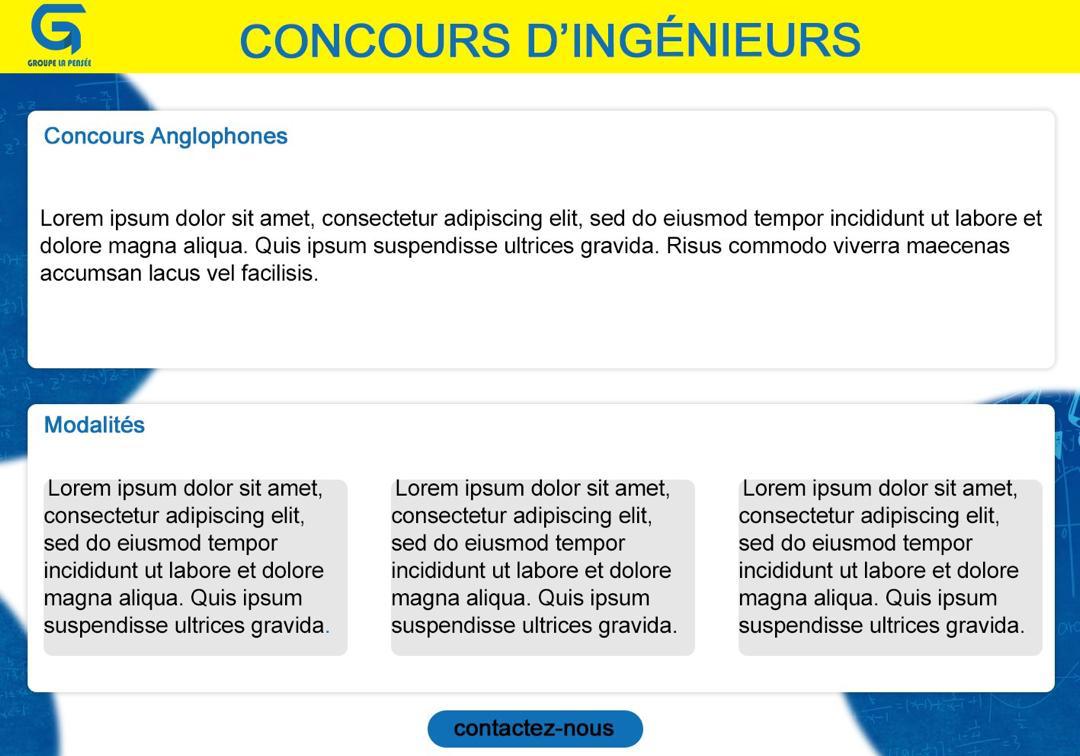 GROUPE LA PENSÉE
CONCOURS D’INGÉNIEURS
Concours Anglophones
Lorem ipsum dolor sit amet, consectetur adipiscing elit, sed do eiusmod tempor incididunt ut labore et
dolore magna aliqua. Quis ipsum suspendisse ultrices gravida. Risus commodo viverra maecenas
accumsan lacus vel facilisis.
Modalités
Lorem ipsum dolor sit amet,
consectetur adipiscing elit,
sed do eiusmod tempor
incididunt ut labore et dolore
magna aliqua. Quis ipsum
suspendisse ultrices gravida.
Lorem ipsum dolor sit amet,
consectetur adipiscing elit,
sed do eiusmod tempor
incididunt ut labore et dolore
magna aliqua. Quis ipsum
suspendisse ultrices gravida.
Lorem ipsum dolor sit amet,
consectetur adipiscing elit,
sed do eiusmod tempor
incididunt ut labore et dolore
magna aliqua. Quis ipsum
suspendisse ultrices gravida.
contactez-nous